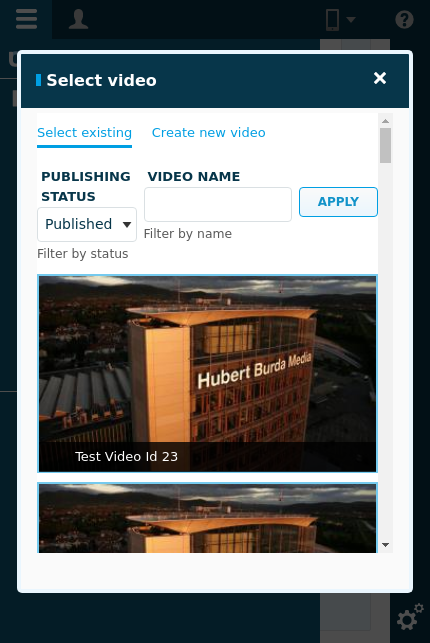 Select video
Select existing
Create new video
PUBLISHING STATUS
VIDEO NAME
Published
APPLY
Filter by name
Filter by status
Hubert Burda Media
Test Video Id 23